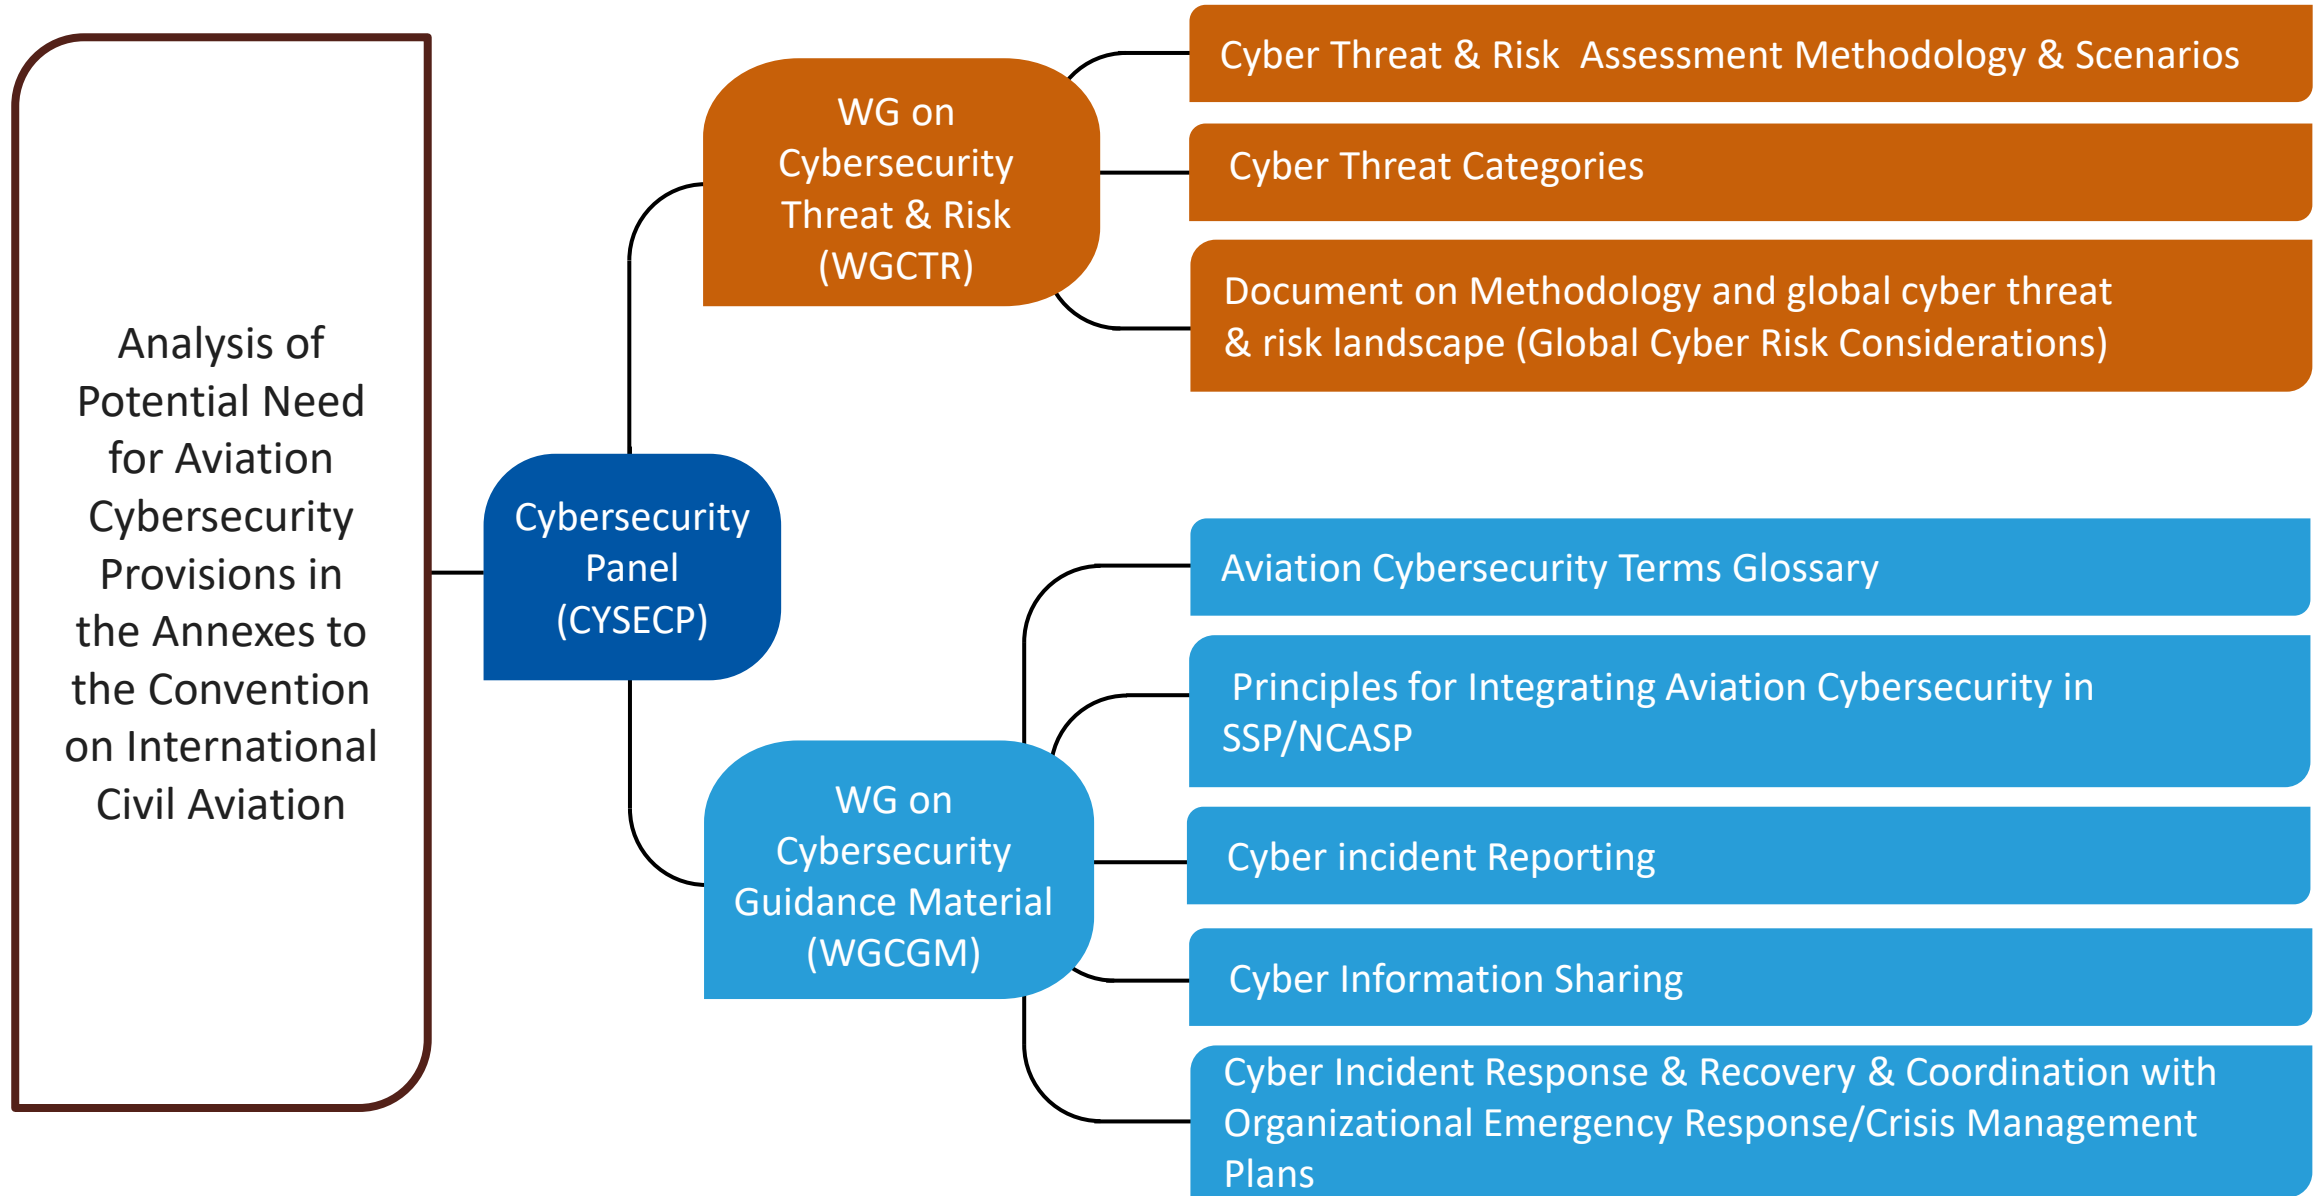 Analysis of
Potential Need
for Aviation
Cybersecurity
Provisions in
the Annexes to
the Convention
on International
Civil Aviation
Cybersecurity
Panel
(CYSECP)
WG on
Cybersecurity
Threat & Risk
(WGCTR)
Cyber Threat & Risk  Assessment Methodology & Scenarios
Cyber Threat Categories
Document on Methodology and global cyber threat
& risk landscape (Global Cyber Risk Considerations)
WG on
Cybersecurity
Guidance Material
(WGCGM)
Aviation Cybersecurity Terms Glossary
Principles for Integrating Aviation Cybersecurity in
SSP/NCASP
Cyber incident Reporting
Cyber Information Sharing
Cyber Incident Response & Recovery & Coordination with
Organizational Emergency Response/Crisis Management
Plans